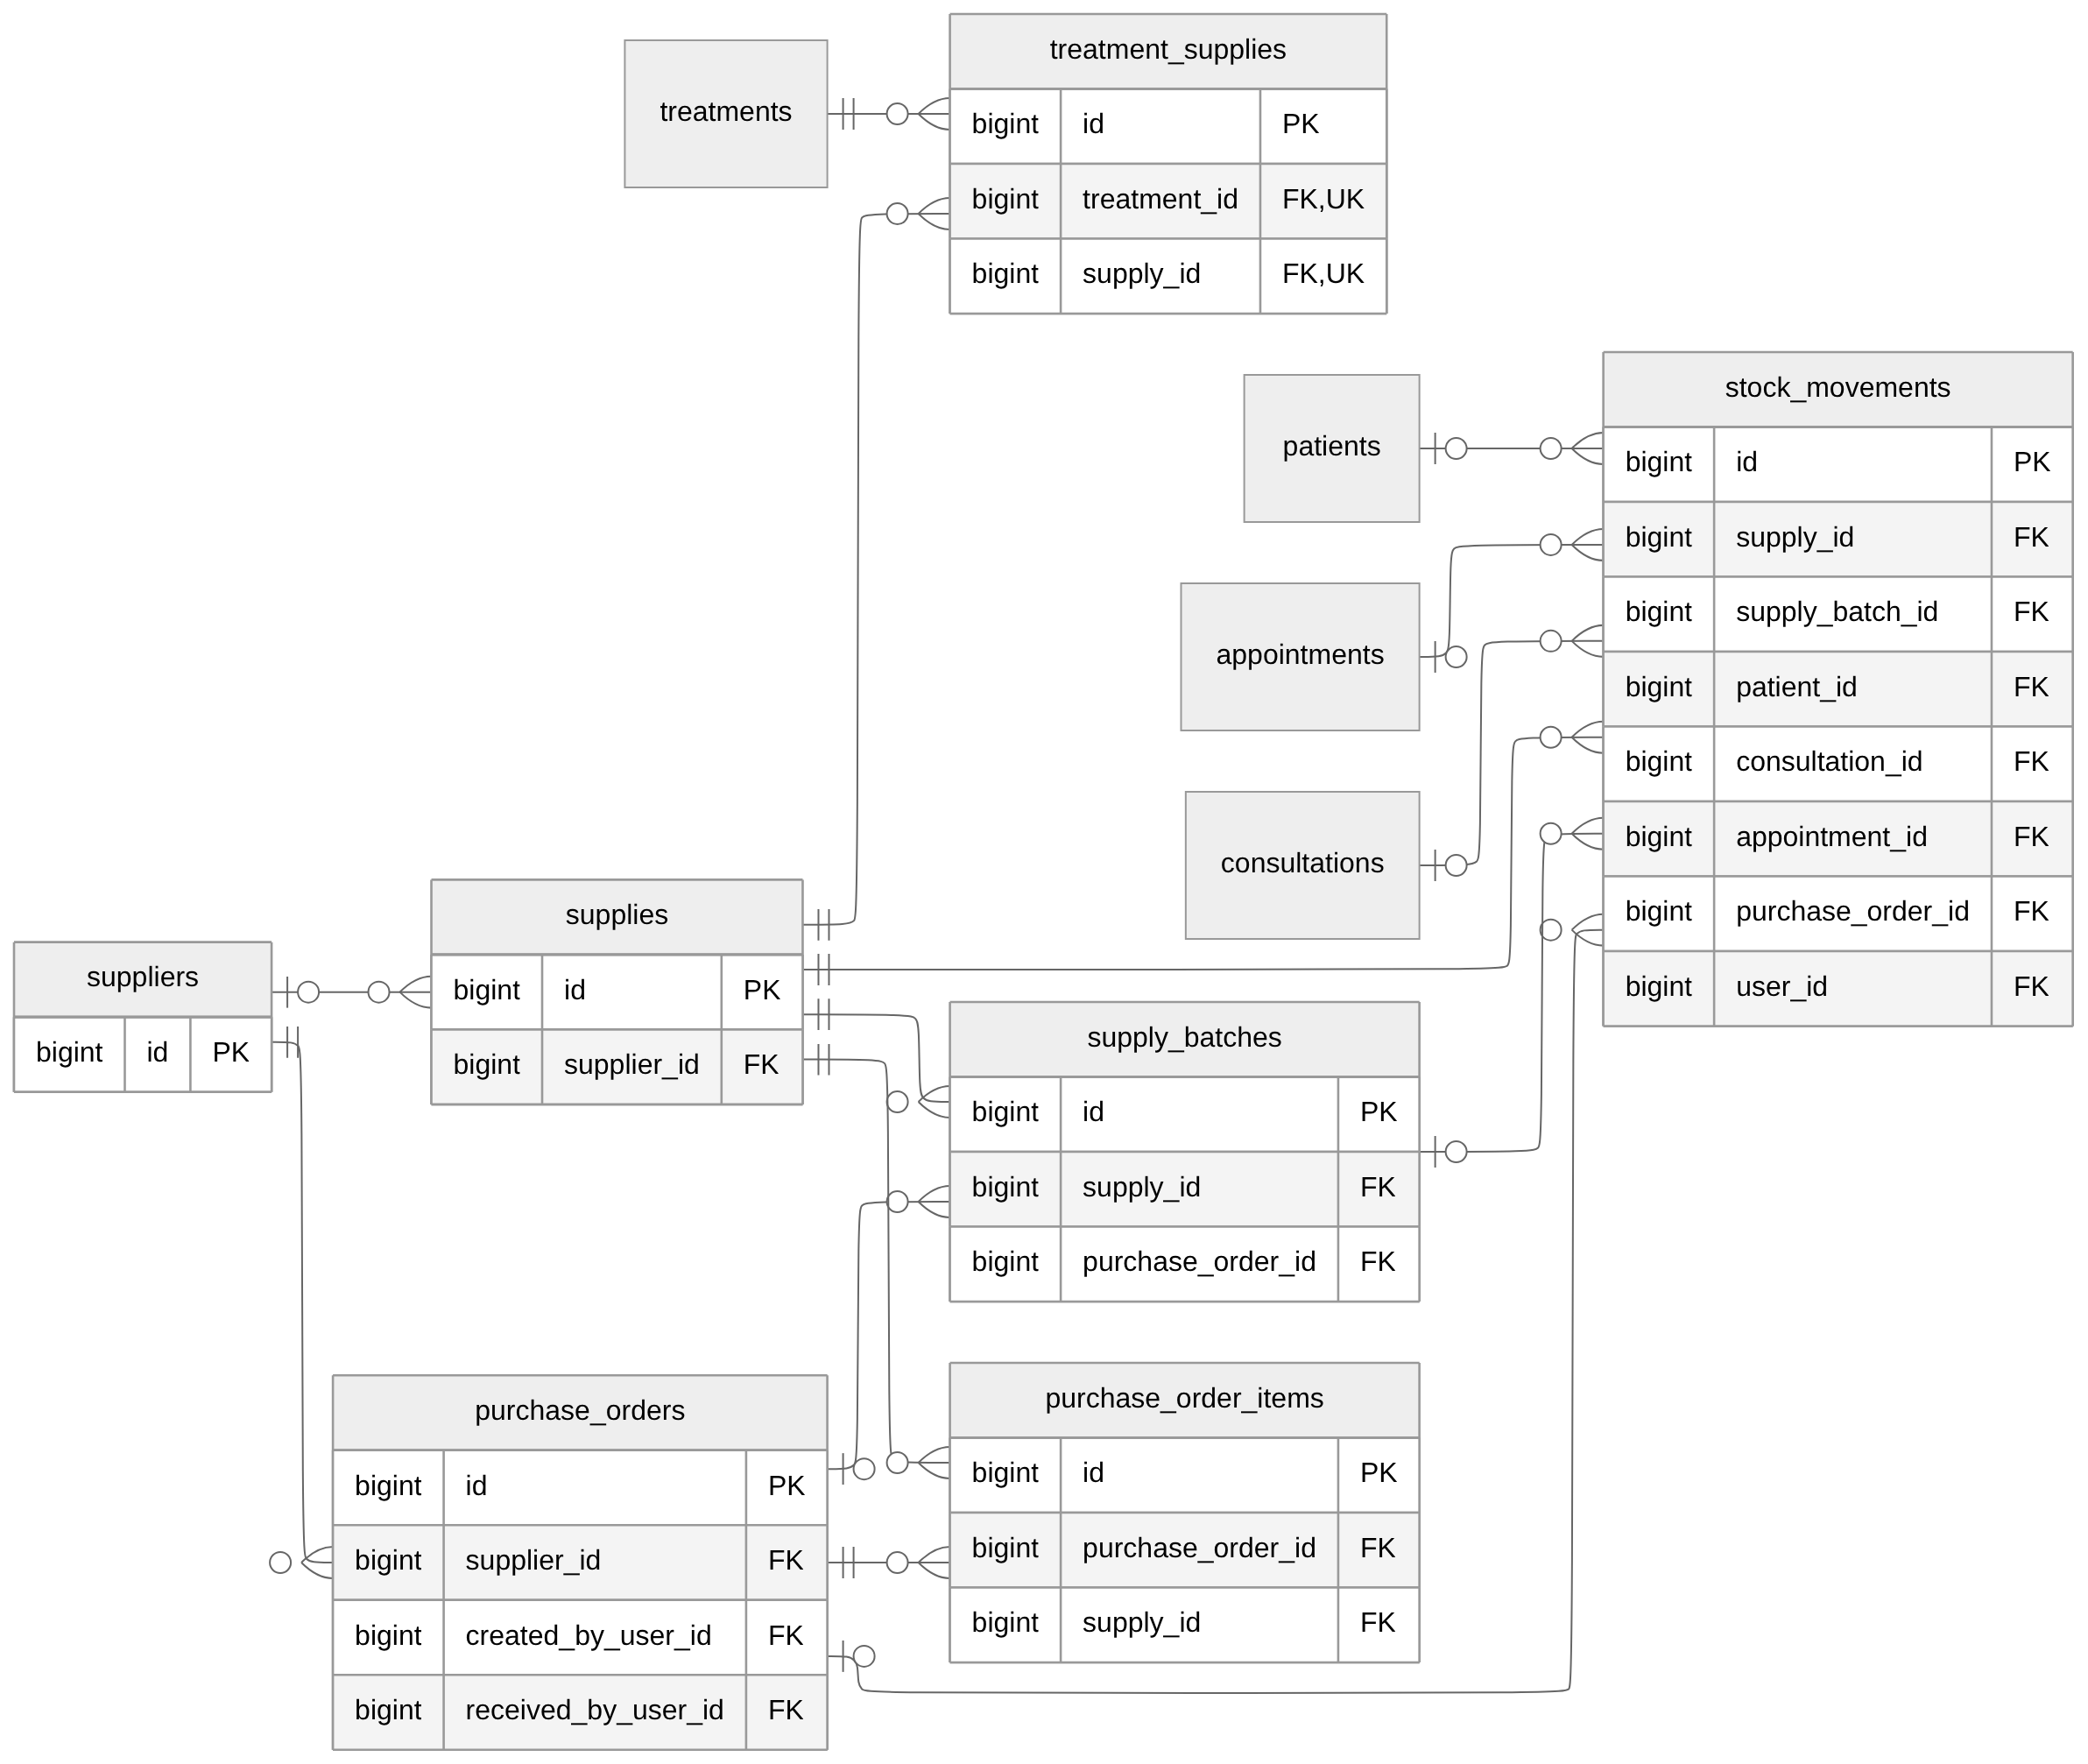 treatments
treatment_supplies
bigint id PK
bigint treatment_id FK,UK
bigint supply_id FK,UK
patients
appointments
consultations
stock_movements
bigint id PK
bigint supply_id FK
bigint supply_batch_id FK
bigint patient_id FK
bigint consultation_id FK
bigint appointment_id FK
bigint purchase_order_id FK
bigint user_id FK
suppliers
bigint id PK
supplies
bigint id PK
bigint supplier_id FK
supply_batches
bigint id PK
bigint supply_id FK
bigint purchase_order_id FK
purchase_orders
bigint id PK
bigint supplier_id FK
bigint created_by_user_id FK
bigint received_by_user_id FK
purchase_order_items
bigint id PK
bigint purchase_order_id FK
bigint supply_id FK